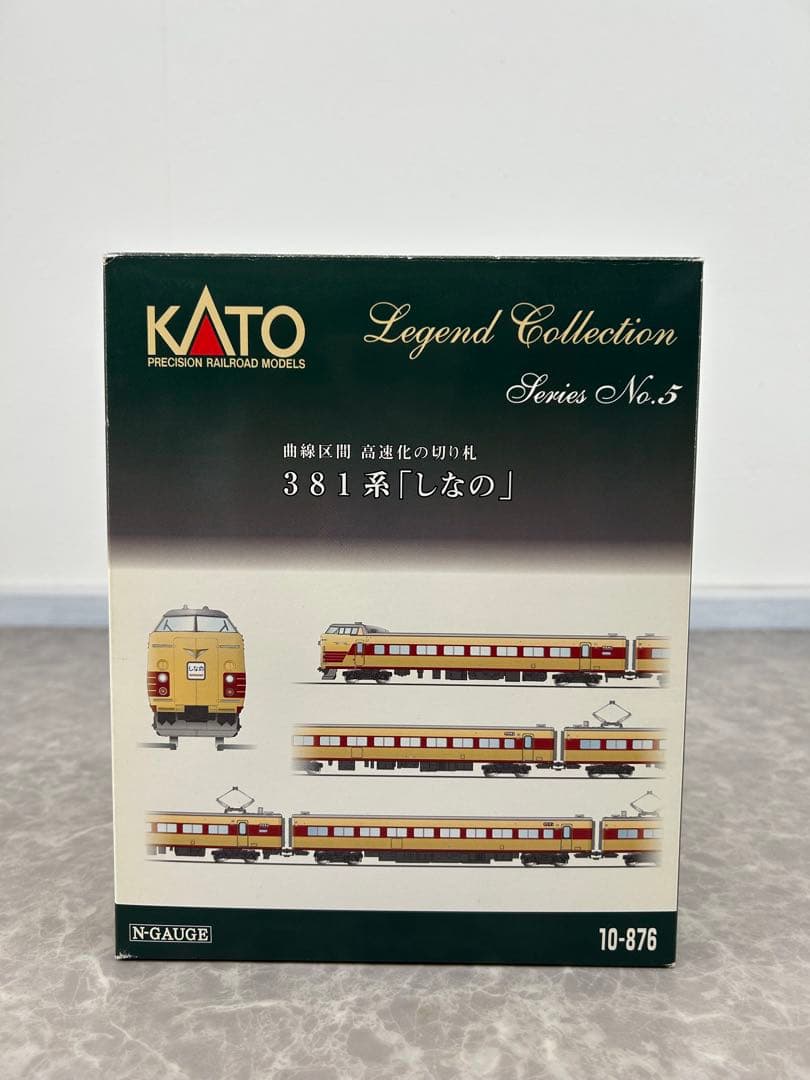 KATO
PRECISION RAILROAD MODELS
Legend Collection
Series No.5
曲線区間 高速化の切り札
381系「しなの」
しなの
N-GAUGE
10-876